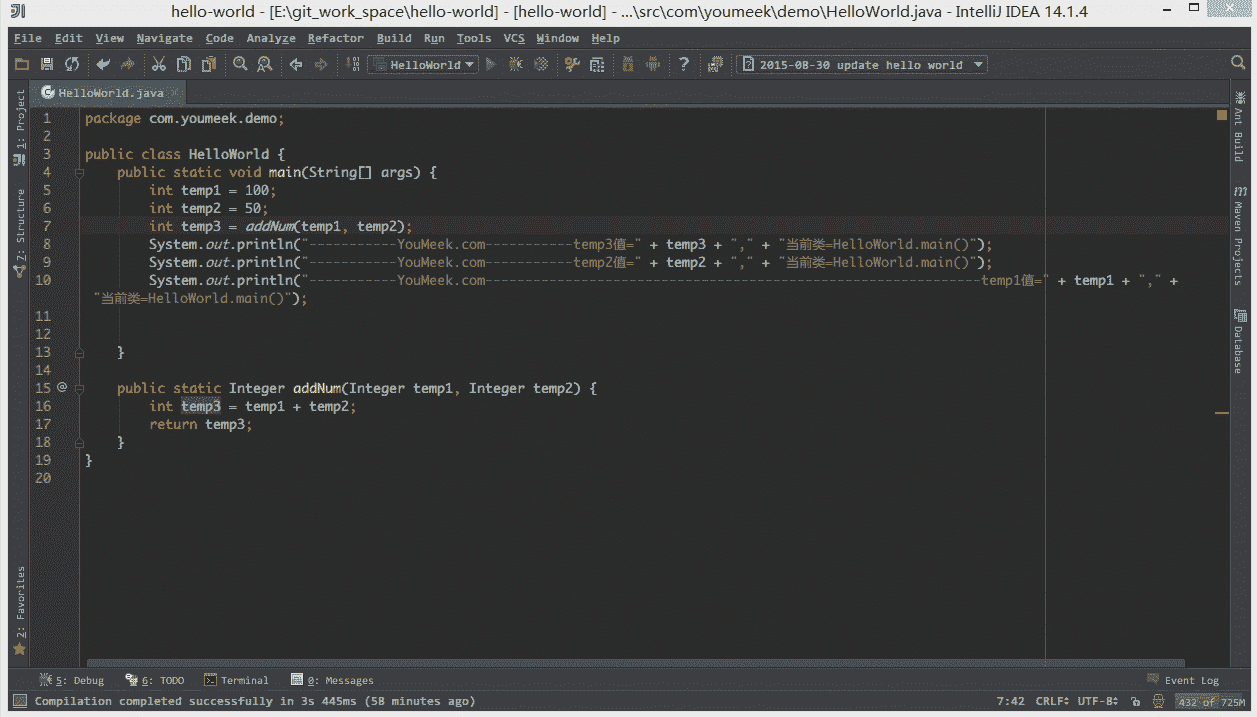 hello-world - [E:\git_work_space\hello-world] - [hello-world] - ...\src\com\youmeek\demo\HelloWorld.java - IntelliJ IDEA 14.1.4
File Edit View Navigate Code Analyze Refactor Build Run Tools VCS Window Help
HelloWorld 2015-08-30 update hello world
HelloWorld.java
1: Project
Z: Structure
2: Favorites
1 package com.youmeek.demo;
2
3 public class HelloWorld {
4 public static void main(String[] args) {
5 int temp1 = 100;
6 int temp2 = 50;
7 int temp3 = addNum(temp1, temp2);
8 System.out.println("-----------YouMeek.com-----------temp3值=" + temp3 + "," + "当前类=HelloWorld.main()");
9 System.out.println("-----------YouMeek.com-----------temp2值=" + temp2 + "," + "当前类=HelloWorld.main()");
10 System.out.println("-----------YouMeek.com--------------------------------------------------------------temp1值=" + temp1 + "," +
"当前类=HelloWorld.main()");
11
12
13 }
14
15 @ public static Integer addNum(Integer temp1, Integer temp2) {
16 int temp3 = temp1 + temp2;
17 return temp3;
18 }
19 }
20
Ant Build
m Maven Projects
Database
5: Debug 6: TODO Terminal 0: Messages Event Log
Compilation completed successfully in 3s 445ms (58 minutes ago) 7:42 CRLF UTF-8 432 of 725M